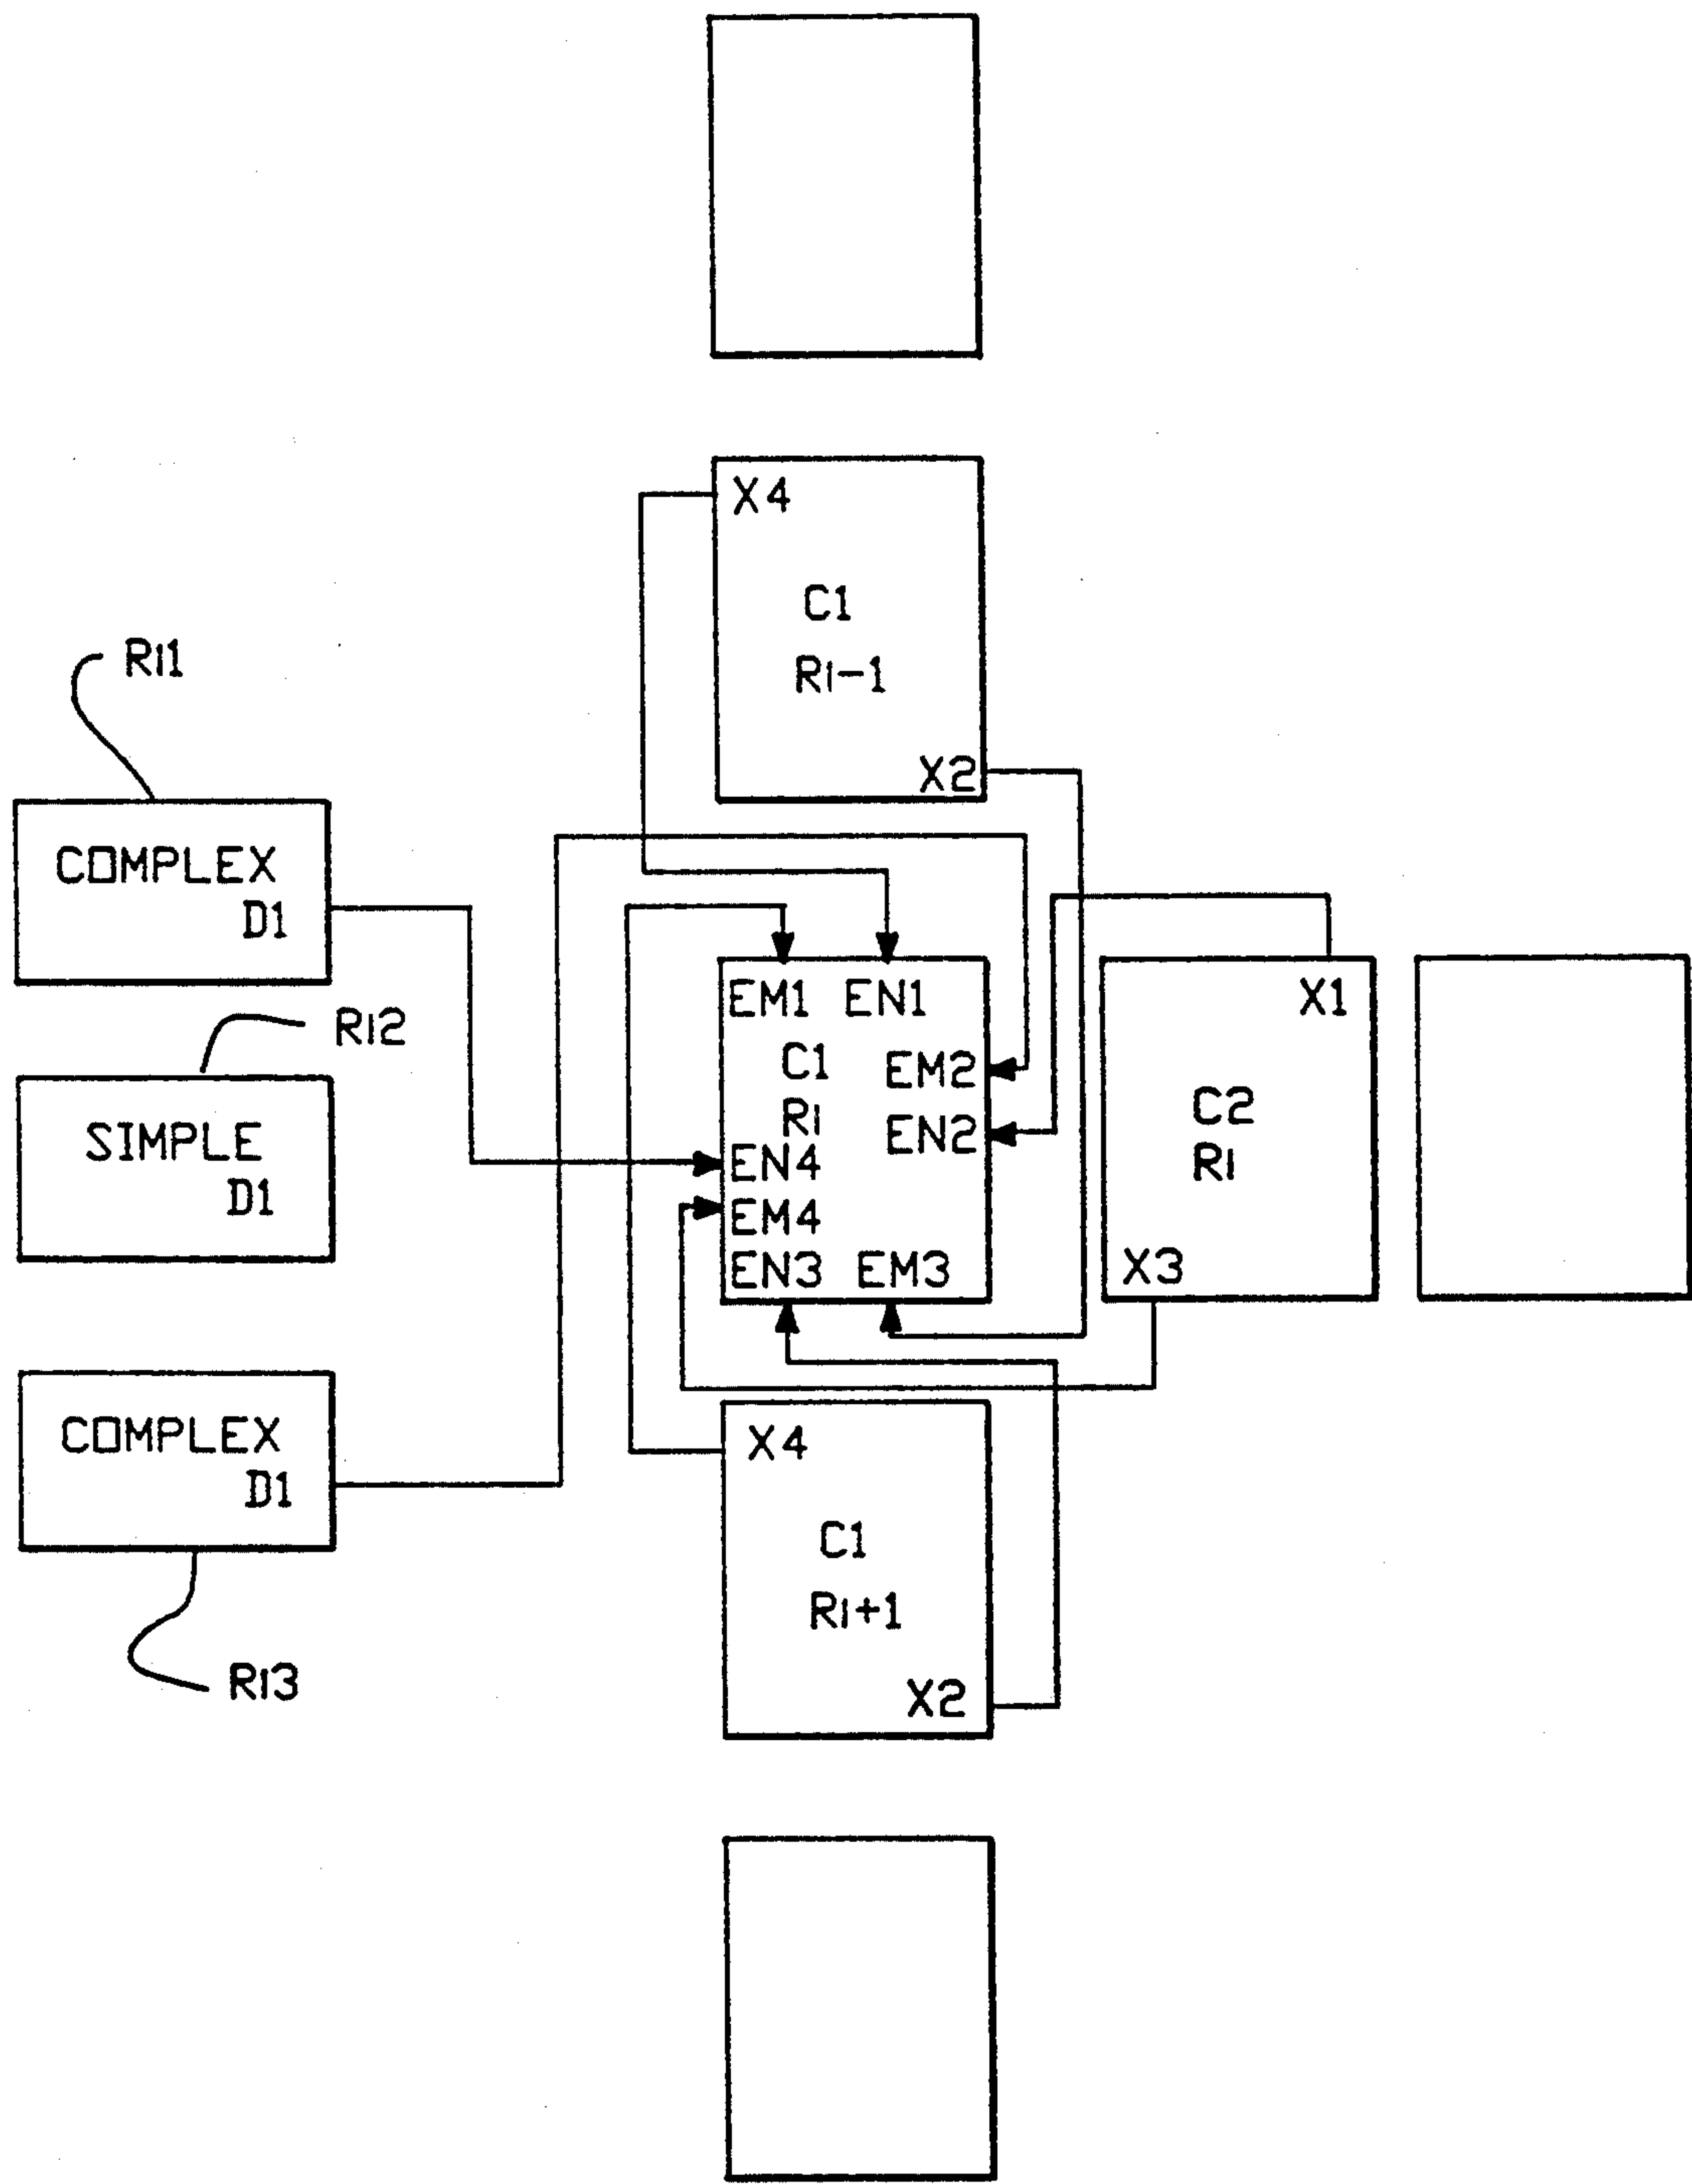 X4
C1
Ri-1
X2
Ri1
COMPLEX
D1
Ri2
SIMPLE
D1
COMPLEX
D1
Ri3
EM1 EN1
C1
Ri
EM2
EN2
EN4
EM4
EN3 EM3
X1
C2
Ri
X3
X4
C1
Ri+1
X2